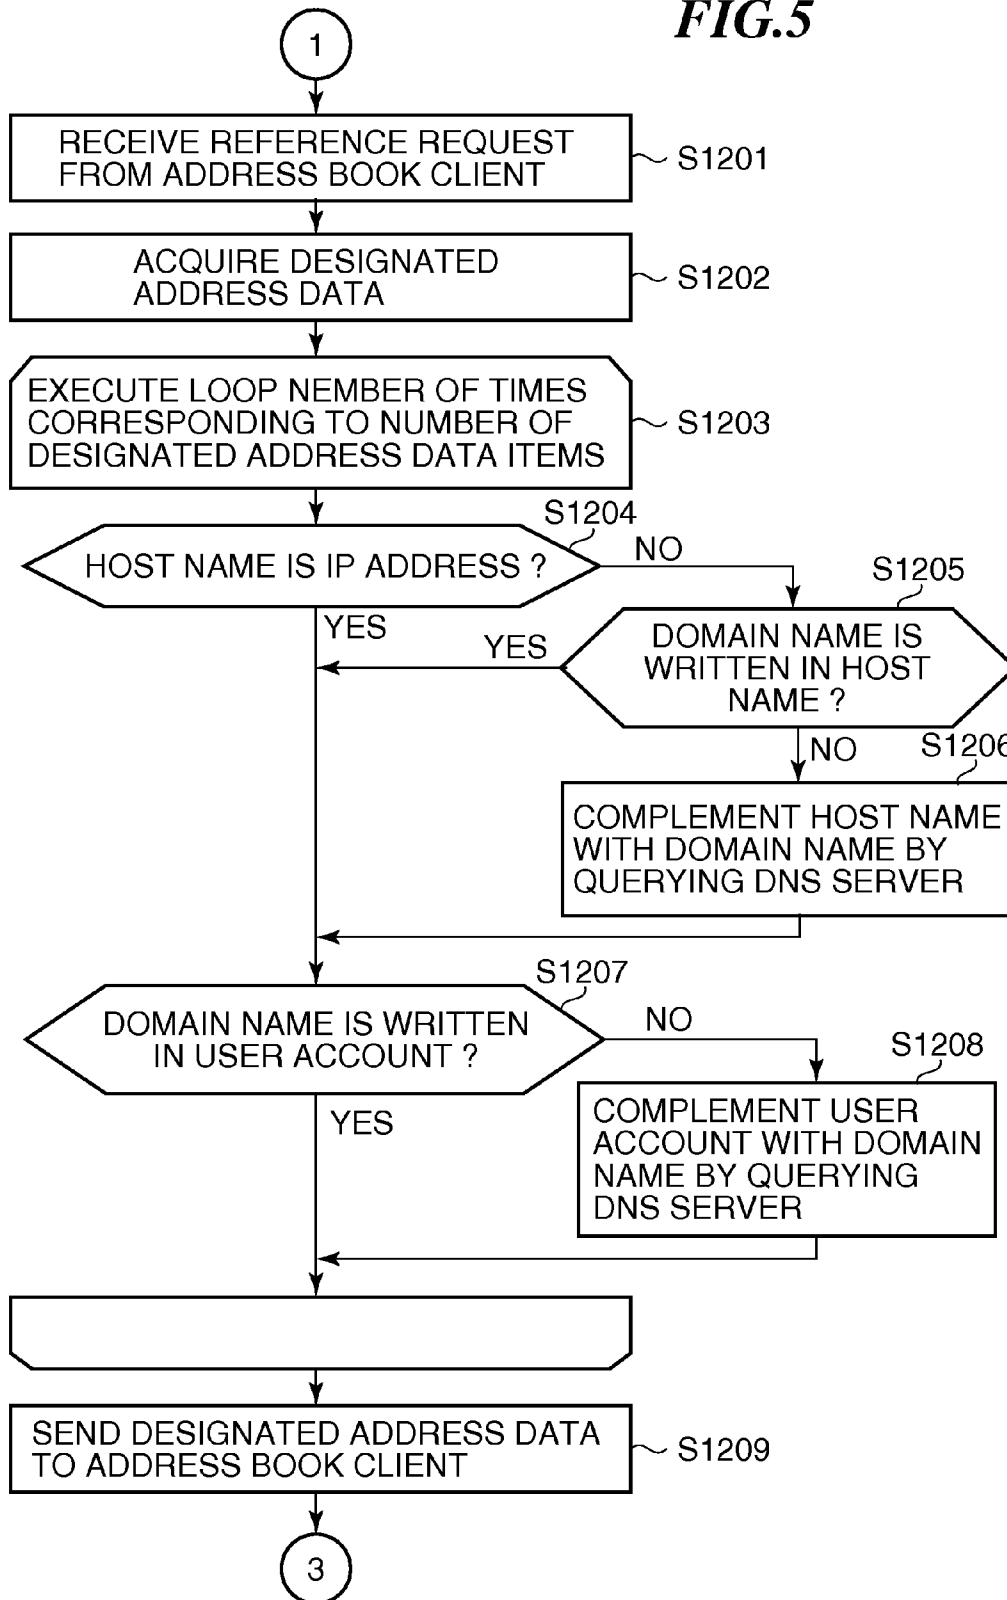 FIG.5
1
RECEIVE REFERENCE REQUEST
FROM ADDRESS BOOK CLIENT
S1201
ACQUIRE DESIGNATED
ADDRESS DATA
S1202
EXECUTE LOOP NEMBER OF TIMES
CORRESPONDING TO NUMBER OF
DESIGNATED ADDRESS DATA ITEMS
S1203
S1204
HOST NAME IS IP ADDRESS ?
NO
YES
S1205
DOMAIN NAME IS
WRITTEN IN HOST
NAME ?
YES
NO
S1206
COMPLEMENT HOST NAME
WITH DOMAIN NAME BY
QUERYING DNS SERVER
S1207
DOMAIN NAME IS WRITTEN
IN USER ACCOUNT ?
NO
YES
S1208
COMPLEMENT USER
ACCOUNT WITH DOMAIN
NAME BY QUERYING
DNS SERVER
SEND DESIGNATED ADDRESS DATA
TO ADDRESS BOOK CLIENT
S1209
3